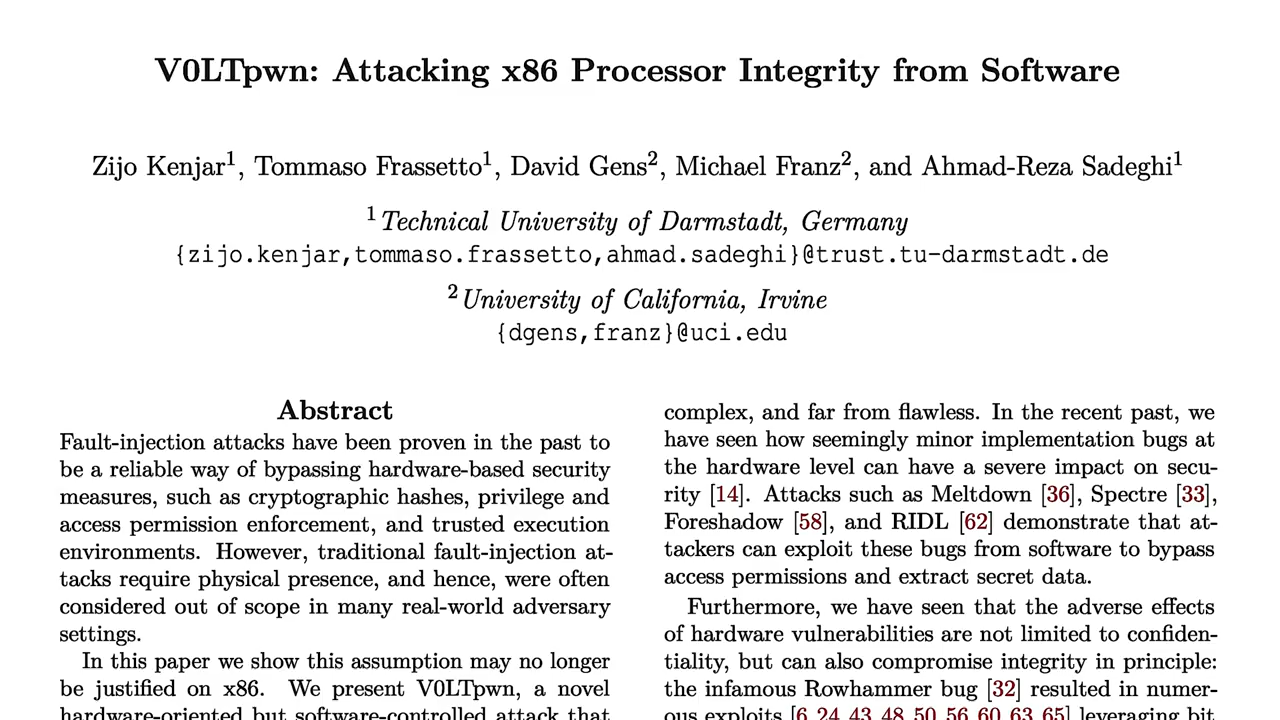 V0LTpwn: Attacking x86 Processor Integrity from Software
Zijo Kenjar1, Tommaso Frassetto1, David Gens2, Michael Franz2, and Ahmad-Reza Sadeghi1
1Technical University of Darmstadt, Germany
{zijo.kenjar,tommaso.frassetto,ahmad.sadeghi}@trust.tu-darmstadt.de
2University of California, Irvine
{dgens,franz}@uci.edu
Abstract
Fault-injection attacks have been proven in the past to
be a reliable way of bypassing hardware-based security
measures, such as cryptographic hashes, privilege and
access permission enforcement, and trusted execution
environments. However, traditional fault-injection at-
tacks require physical presence, and hence, were often
considered out of scope in many real-world adversary
settings.
In this paper we show this assumption may no longer
be justified on x86. We present V0LTpwn, a novel
hardware-oriented but software-controlled attack that
complex, and far from flawless. In the recent past, we
have seen how seemingly minor implementation bugs at
the hardware level can have a severe impact on secu-
rity [14]. Attacks such as Meltdown [36], Spectre [33],
Foreshadow [58], and RIDL [62] demonstrate that at-
tackers can exploit these bugs from software to bypass
access permissions and extract secret data.
Furthermore, we have seen that the adverse effects
of hardware vulnerabilities are not limited to confiden-
tiality, but can also compromise integrity in principle:
the infamous Rowhammer bug [32] resulted in numer-
ous exploits [6, 24, 43, 48, 50, 56, 60, 63, 65] leveraging bit